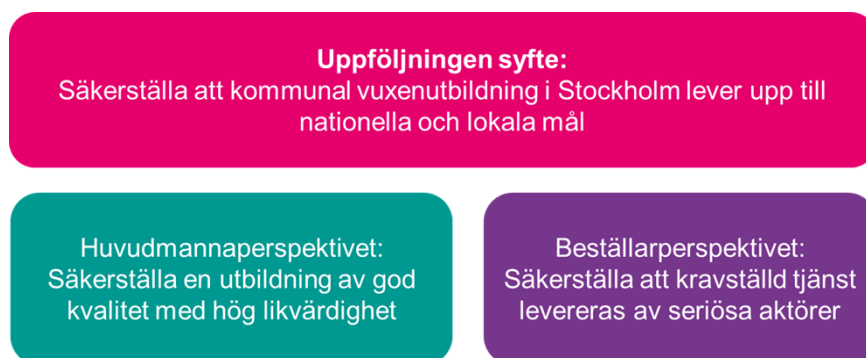 Uppföljningen syfte:
Säkerställa att kommunal vuxenutbildning i Stockholm lever upp till
nationella och lokala mål
Huvudmannaperspektivet:
Säkerställa en utbildning av god
kvalitet med hög likvärdighet
Beställarperspektivet:
Säkerställa att kravställd tjänst
levereras av seriösa aktörer